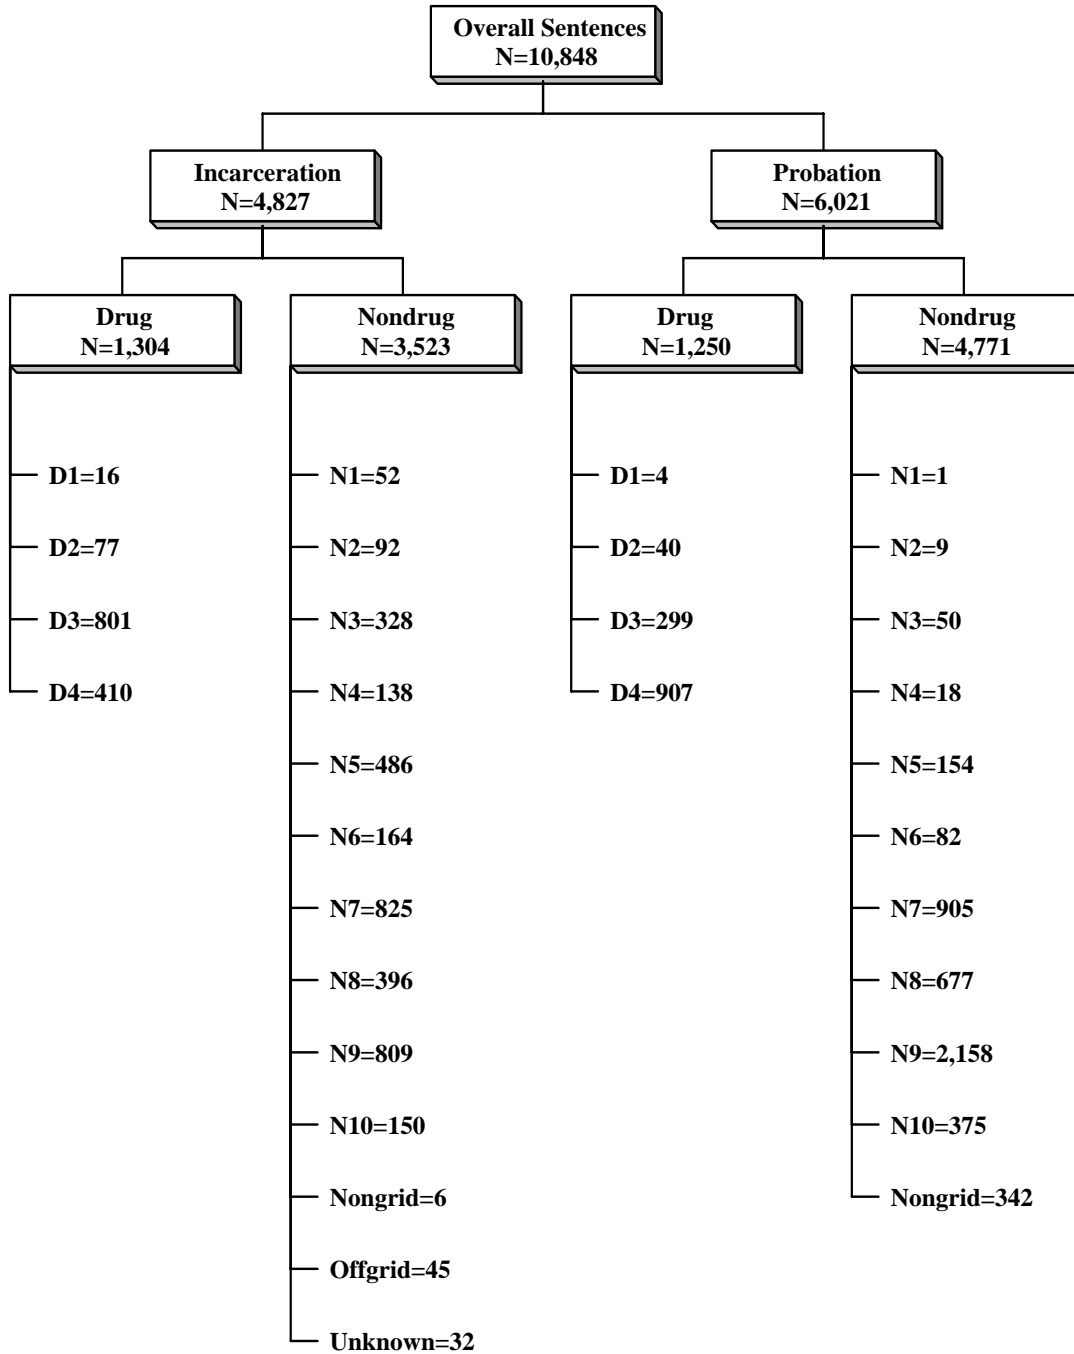 Overall Sentences
N=10,848
Incarceration
N=4,827
Probation
N=6,021
Drug
N=1,304
Nondrug
N=3,523
Drug
N=1,250
Nondrug
N=4,771
D1=16
D2=77
D3=801
D4=410
N1=52
N2=92
N3=328
N4=138
N5=486
N6=164
N7=825
N8=396
N9=809
N10=150
Nongrid=6
Offgrid=45
Unknown=32
D1=4
D2=40
D3=299
D4=907
N1=1
N2=9
N3=50
N4=18
N5=154
N6=82
N7=905
N8=677
N9=2,158
N10=375
Nongrid=342